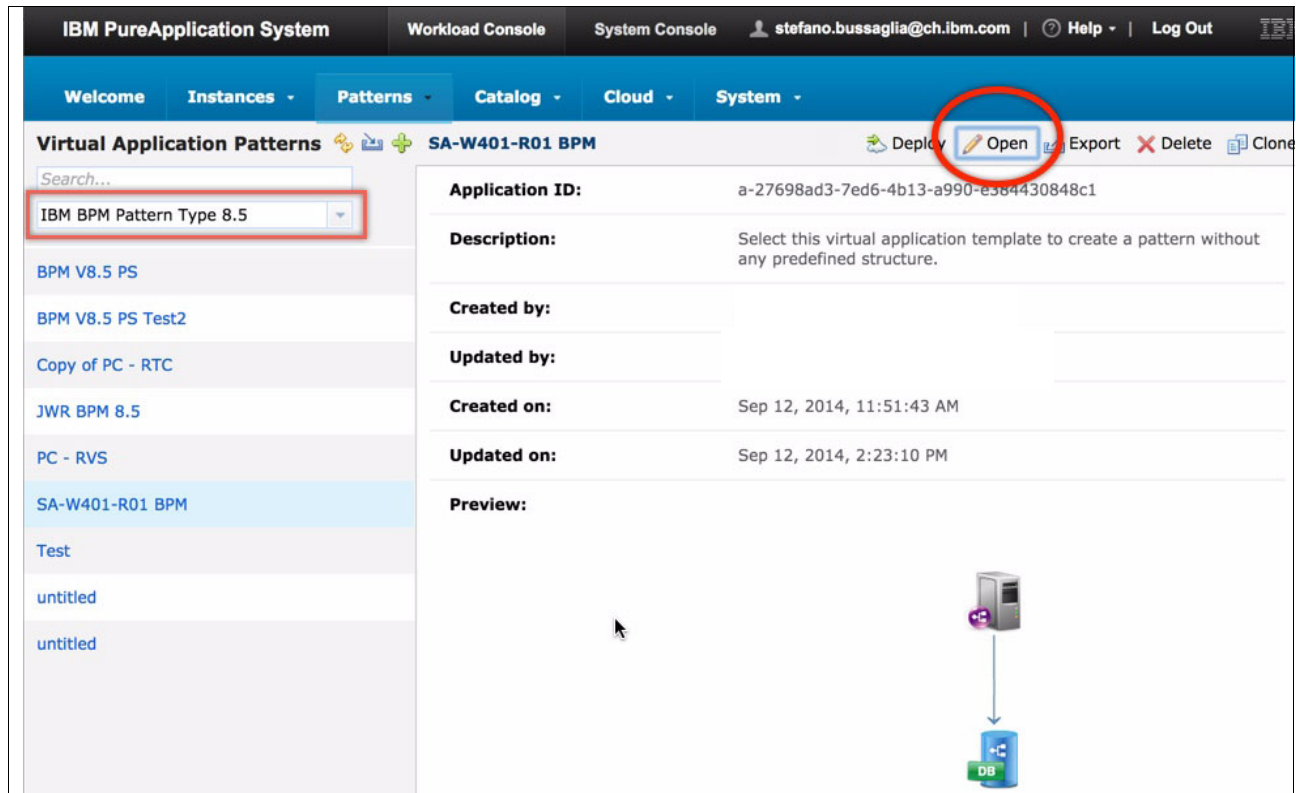 IBM PureApplication System Workload Console System Console stefano.bussaglia@ch.ibm.com | ? Help | Log Out IBM
Welcome Instances Patterns Catalog Cloud System
Virtual Application Patterns SA-W401-R01 BPM Deploy Open Export Delete Clone
Search...
IBM BPM Pattern Type 8.5
Application ID: a-27698ad3-7ed6-4b13-a990-e384430848c1
Description: Select this virtual application template to create a pattern without
any predefined structure.
BPM V8.5 PS
BPM V8.5 PS Test2
Copy of PC - RTC
JWR BPM 8.5
PC - RVS
SA-W401-R01 BPM
Test
untitled
untitled
Created by:
Updated by:
Created on: Sep 12, 2014, 11:51:43 AM
Updated on: Sep 12, 2014, 2:23:10 PM
Preview:
DB